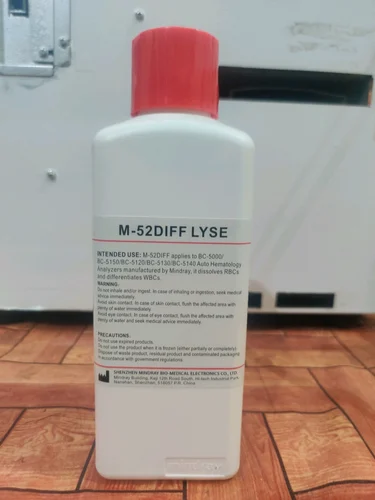 M-52DIFF LYSE
INTENDED USE: M-52DIFF applies to BC-5000/
BC-5150/BC-5120/BC-5130/BC-5140 Auto Hematology
Analyzers manufactured by Mindray, it dissolves RBCs
and differentiates WBCs.
WARNING:
Do not inhale and/or ingest. In case of inhaling or ingestion, seek medical
advice immediately.
Avoid skin contact. In case of skin contact, flush the affected area with
plenty of water immediately.
Avoid eye contact. In case of eye contact, flush the affected area with
plenty of water and seek medical advice immediately.
PRECAUTIONS:
Do not use expired products.
Do not use the product when it is frozen (either partially or completely).
Dispose of waste product, residual product and contaminated packaging
in accordance with government regulations.
SHENZHEN MINDRAY BIO-MEDICAL ELECTRONICS CO., LTD.
Mindray Building, Keji 12th Road South, Hi-tech Industrial Park,
Nanshan, Shenzhen, 518057 P.R. China